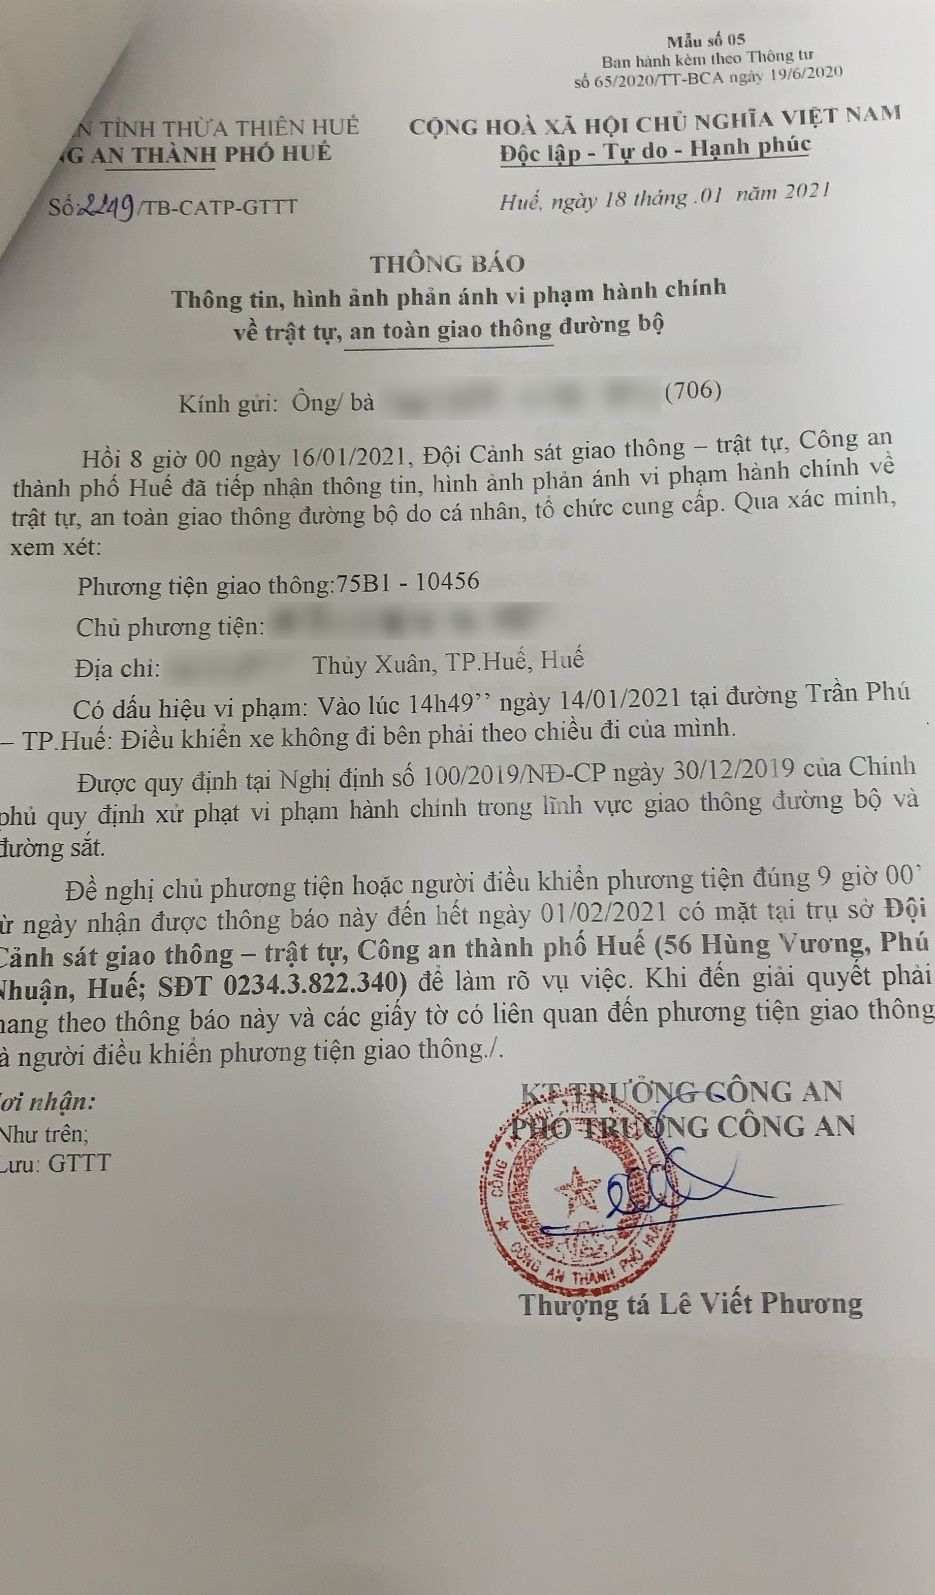 Mẫu số 05
Ban hành kèm theo Thông tư
số 65/2020/TT-BCA ngày 19/6/2020
TỈNH THỪA THIÊN HUẾ
AN THÀNH PHỐ HUẾ
CỘNG HOÀ XÃ HỘI CHỦ NGHĨA VIỆT NAM
Độc lập - Tự do - Hạnh phúc
Số: 2249/TB-CATP-GTTT
Huế, ngày 18 tháng .01 năm 2021
THÔNG BÁO
Thông tin, hình ảnh phản ánh vi phạm hành chính
về trật tự, an toàn giao thông đường bộ
Kính gửi: Ông/ bà (706)
Hồi 8 giờ 00 ngày 16/01/2021, Đội Cảnh sát giao thông – trật tự, Công an
thành phố Huế đã tiếp nhận thông tin, hình ảnh phản ánh vi phạm hành chính về
trật tự, an toàn giao thông đường bộ do cá nhân, tổ chức cung cấp. Qua xác minh,
xem xét:
Phương tiện giao thông:75B1 - 10456
Chủ phương tiện:
Địa chỉ: Thủy Xuân, TP.Huế, Huế
Có dấu hiệu vi phạm: Vào lúc 14h49’’ ngày 14/01/2021 tại đường Trần Phú
– TP.Huế: Điều khiển xe không đi bên phải theo chiều đi của mình.
Được quy định tại Nghị định số 100/2019/NĐ-CP ngày 30/12/2019 của Chính
phủ quy định xử phạt vi phạm hành chính trong lĩnh vực giao thông đường bộ và
đường sắt.
Đề nghị chủ phương tiện hoặc người điều khiển phương tiện đúng 9 giờ 00’
ừ ngày nhận được thông báo này đến hết ngày 01/02/2021 có mặt tại trụ sở Đội
Cảnh sát giao thông – trật tự, Công an thành phố Huế (56 Hùng Vương, Phú
Nhuận, Huế; SĐT 0234.3.822.340) để làm rõ vụ việc. Khi đến giải quyết phải
nang theo thông báo này và các giấy tờ có liên quan đến phương tiện giao thông
à người điều khiển phương tiện giao thông./.
ơi nhận:
Như trên;
Lưu: GTTT
KT.TRƯỞNG CÔNG AN
PHÓ TRƯỞNG CÔNG AN
CÔNG AN TỈNH THỪA HUẾ
CÔNG AN THÀNH PHỐ HUẾ
Thượng tá Lê Viết Phương